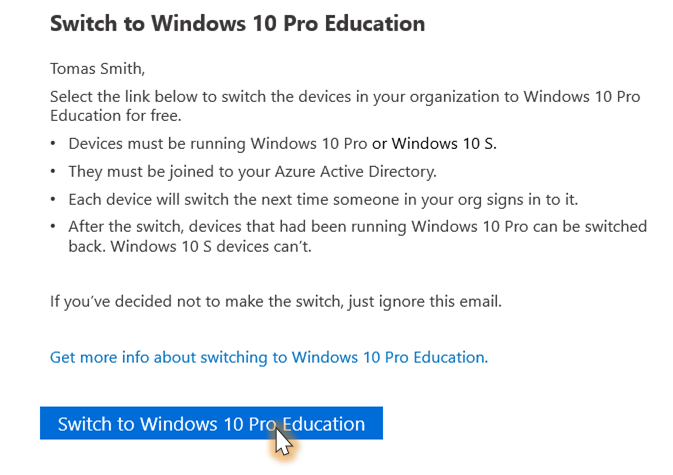 Switch to Windows 10 Pro Education
Tomas Smith,
Select the link below to switch the devices in your organization to Windows 10 Pro
Education for free.
• Devices must be running Windows 10 Pro or Windows 10 S.
• They must be joined to your Azure Active Directory.
• Each device will switch the next time someone in your org signs in to it.
• After the switch, devices that had been running Windows 10 Pro can be switched
back. Windows 10 S devices can’t.
If you’ve decided not to make the switch, just ignore this email.
Get more info about switching to Windows 10 Pro Education.
Switch to Windows 10 Pro Education